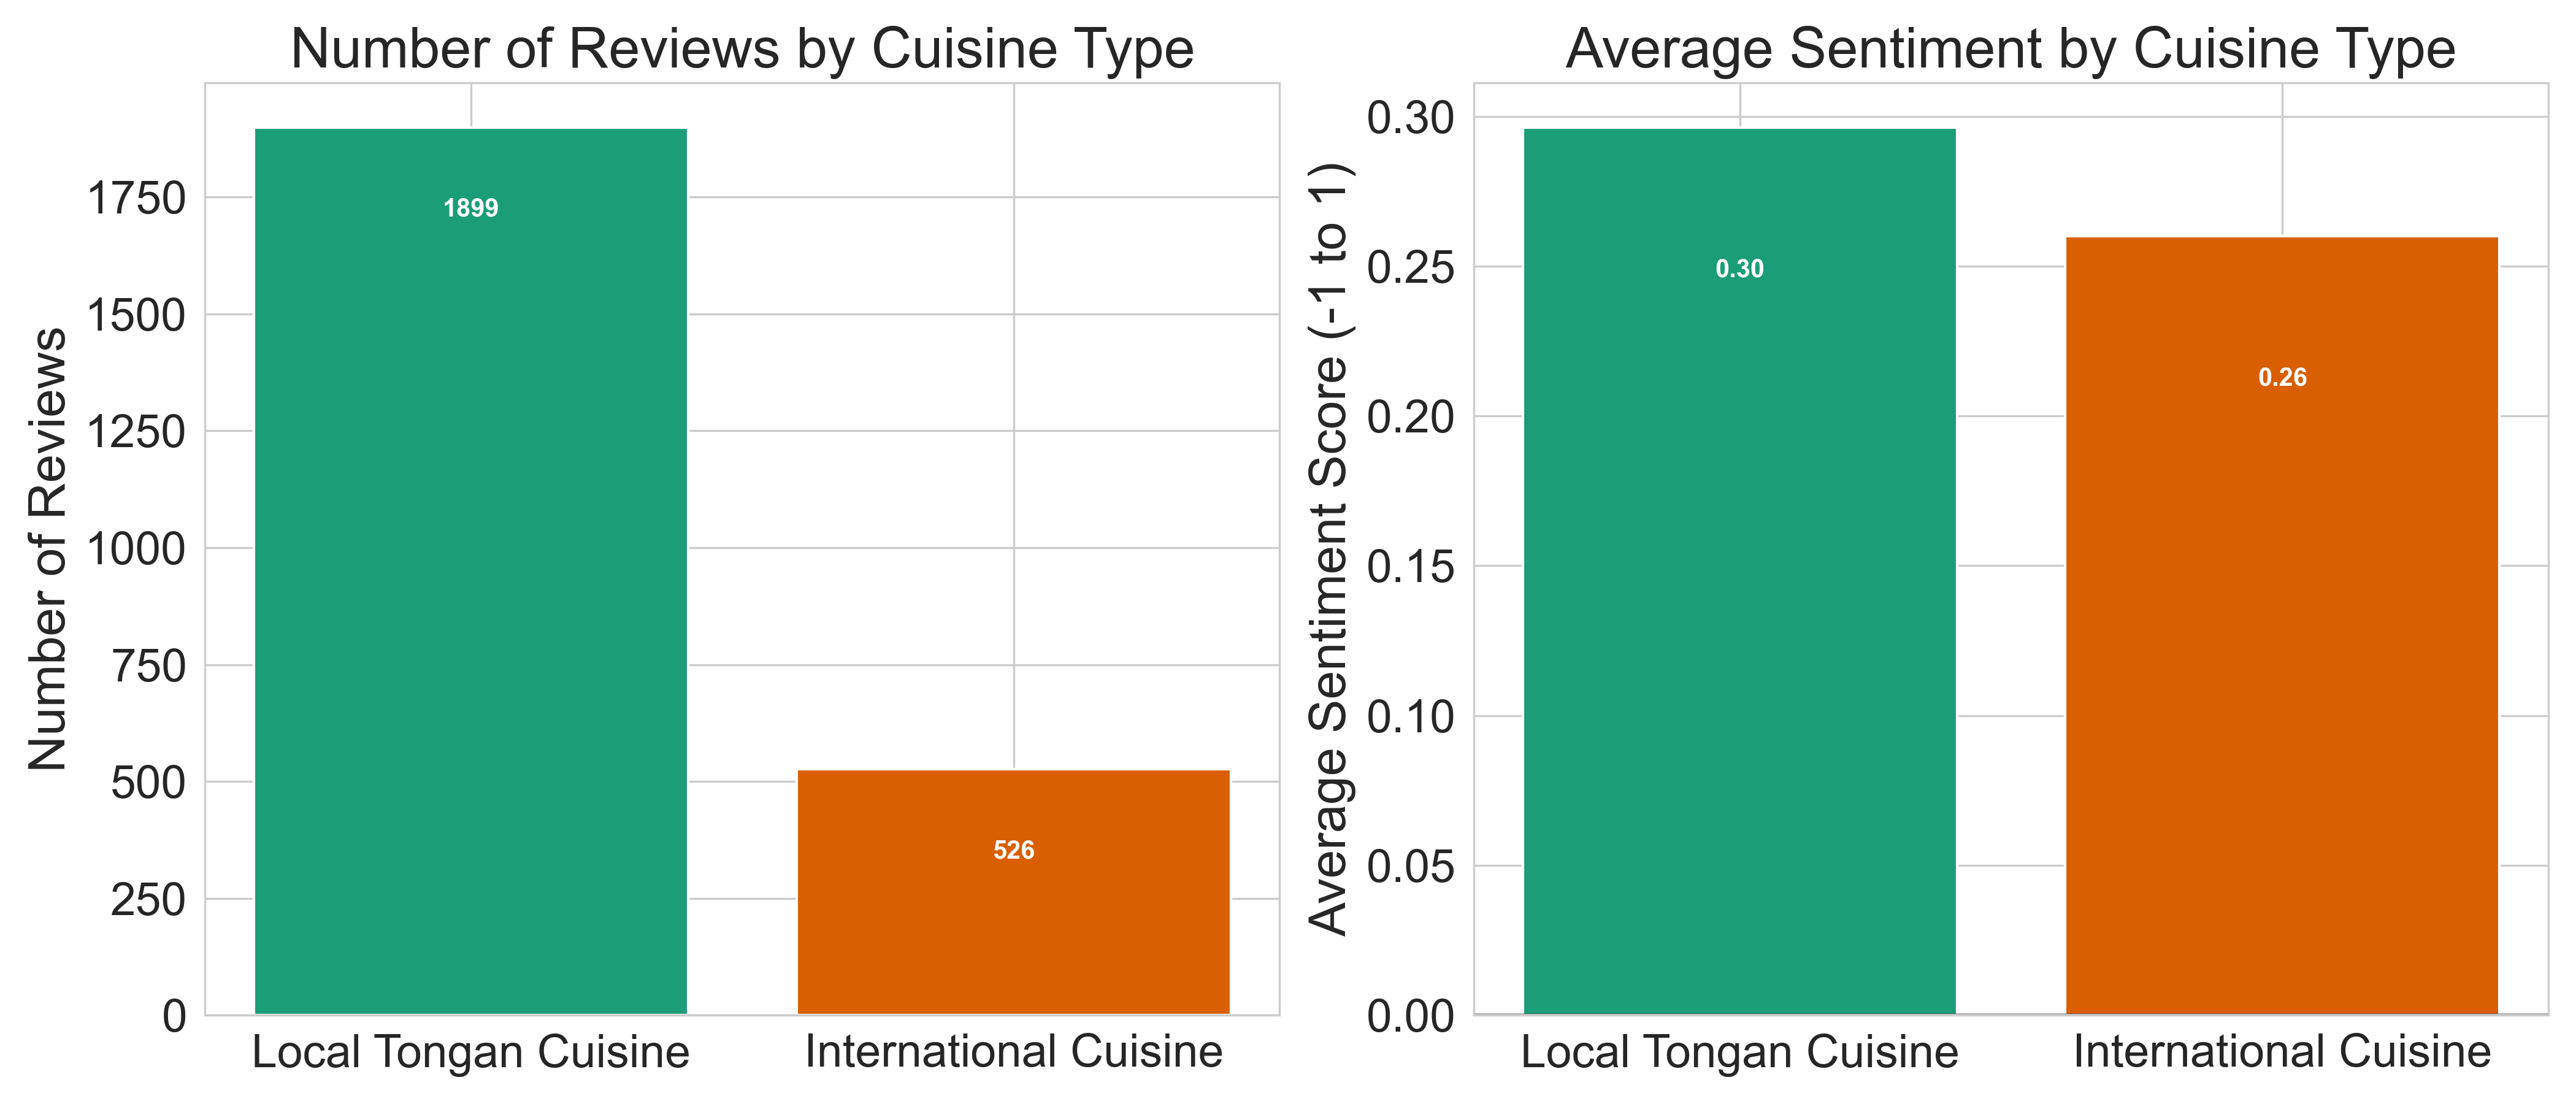 Number of Reviews by Cuisine Type
Number of Reviews
1750
1500
1250
1000
750
500
250
0
1899
526
Local Tongan Cuisine
International Cuisine
Average Sentiment by Cuisine Type
Average Sentiment Score (-1 to 1)
0.30
0.25
0.20
0.15
0.10
0.05
0.00
0.30
0.26
Local Tongan Cuisine
International Cuisine